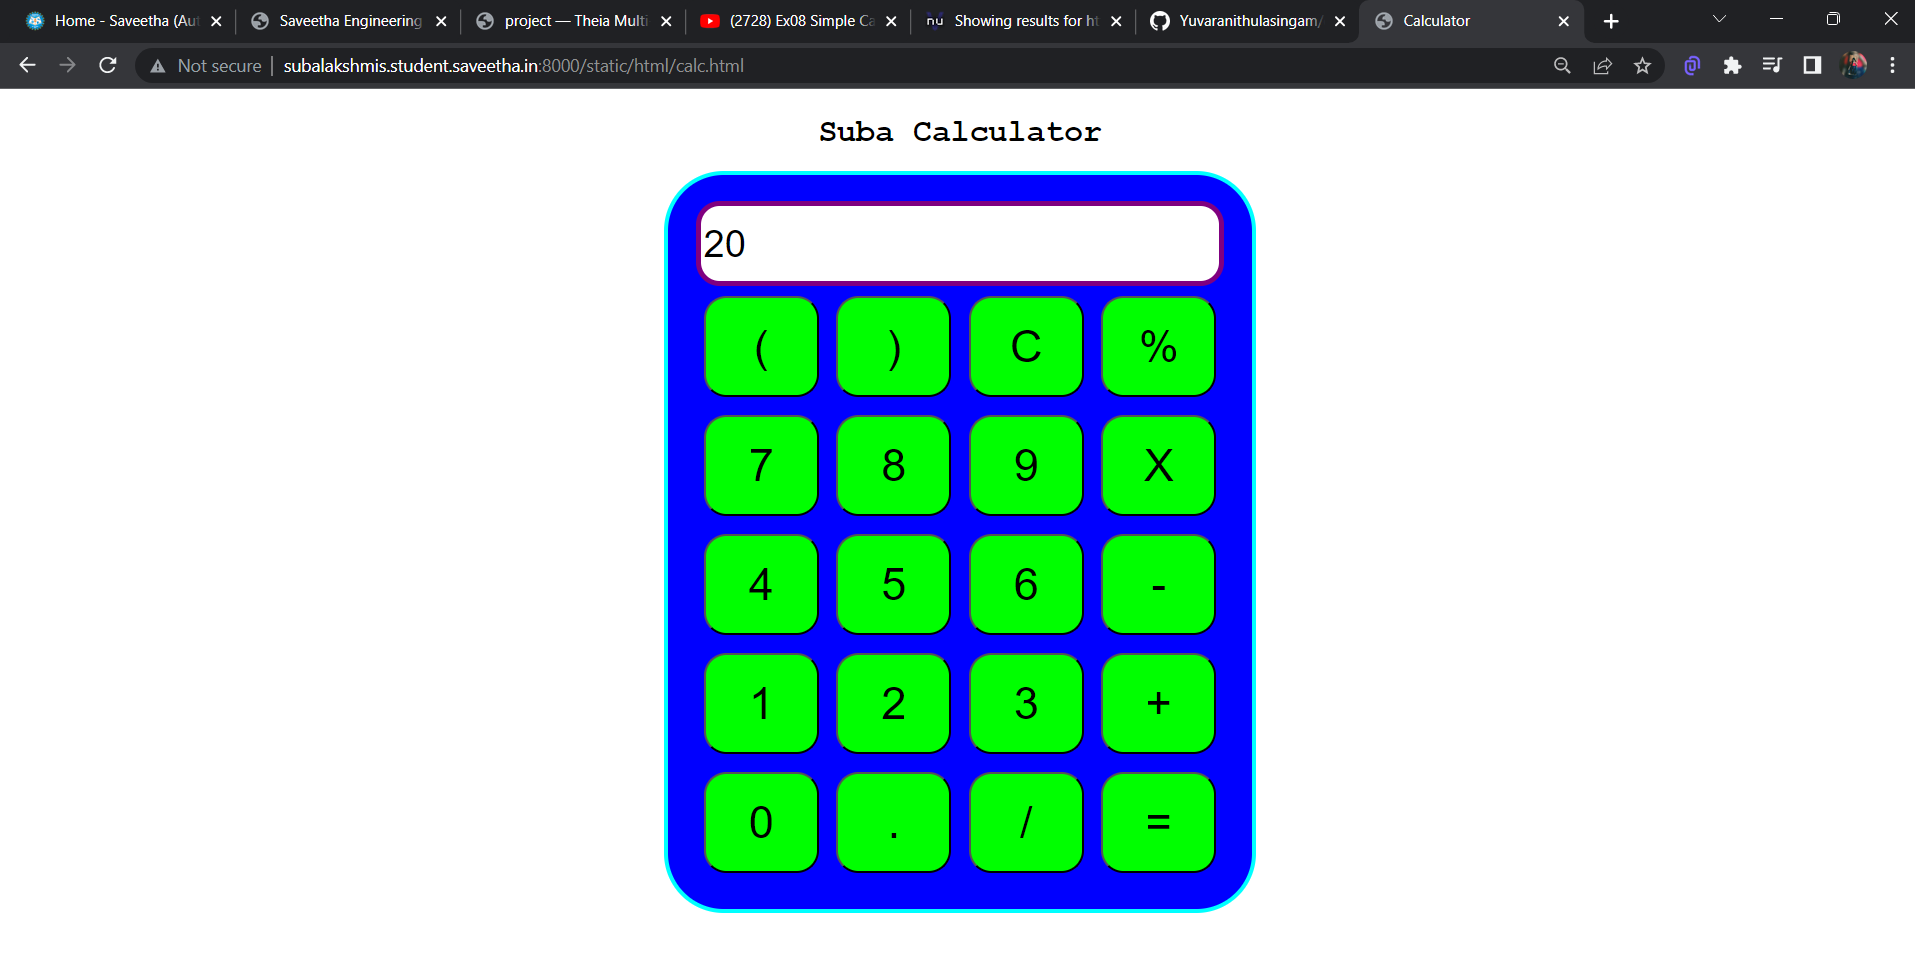 Home - Saveetha (Aut
Saveetha Engineering
project — Theia Multi
(2728) Ex08 Simple Ca
nu
Showing results for ht
Yuvaranithulasingam/
Calculator
Not secure
subalakshmis.student.saveetha.in:8000/static/html/calc.html
Suba Calculator
20
( ) C %
7 8 9 X
4 5 6 -
1 2 3 +
0 . / =